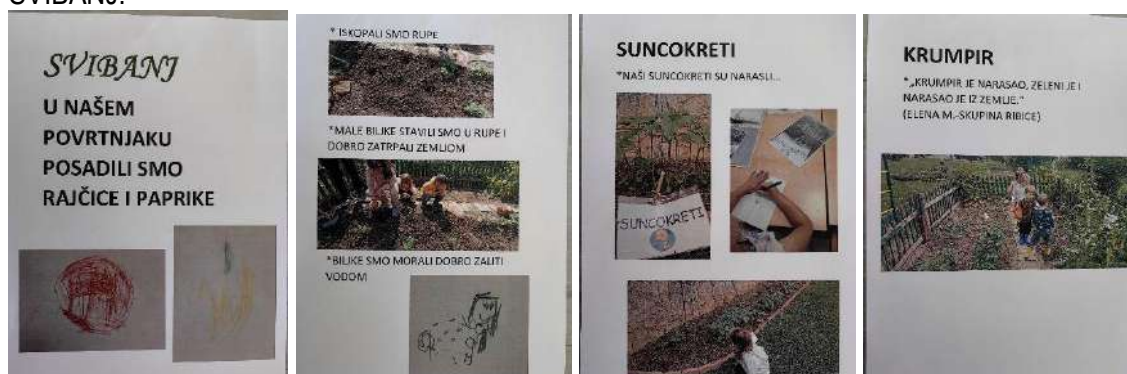 SVIBANJ:
SVIBANJ
U NAŠEM
POVRTNJAKU
POSADILI SMO
RAJČICE I PAPRIKE
* ISKOPALI SMO RUPE
*MALE BILJKE STAVILI SMO U RUPE I
DOBRO ZATRPALI ZEMLJOM
*BILJKE SMO MORALI DOBRO ZALITI
VODOM
SUNCOKRETI
*NAŠI SUNCOKRETI SU NARASLI...
SUNCOKRETI
KRUMPIR
*„KRUMPIR JE NARASAO, ZELENI JE I
NARASAO JE IZ ZEMLJE."
(ELENA M.-SKUPINA RIBICE)